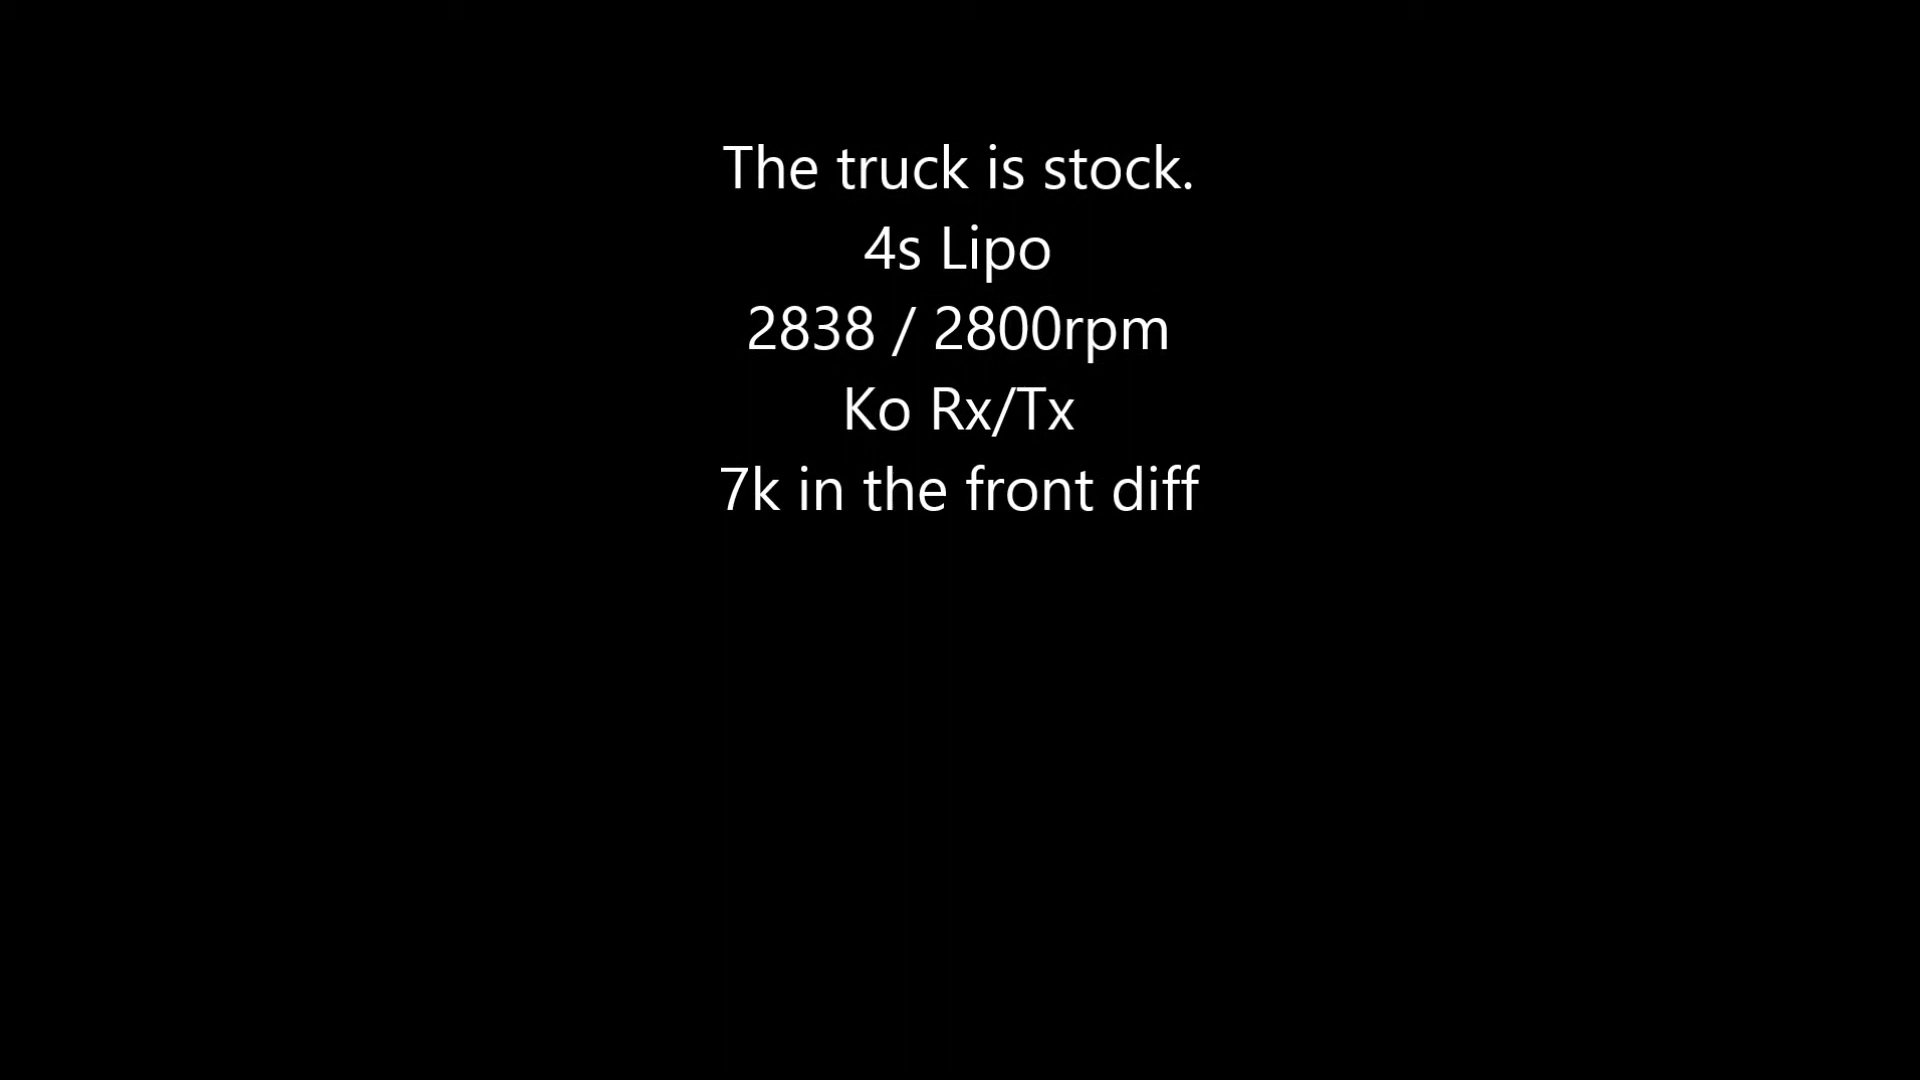 The truck is stock.
4s Lipo
2838 / 2800rpm
Ko Rx/Tx
7k in the front diff